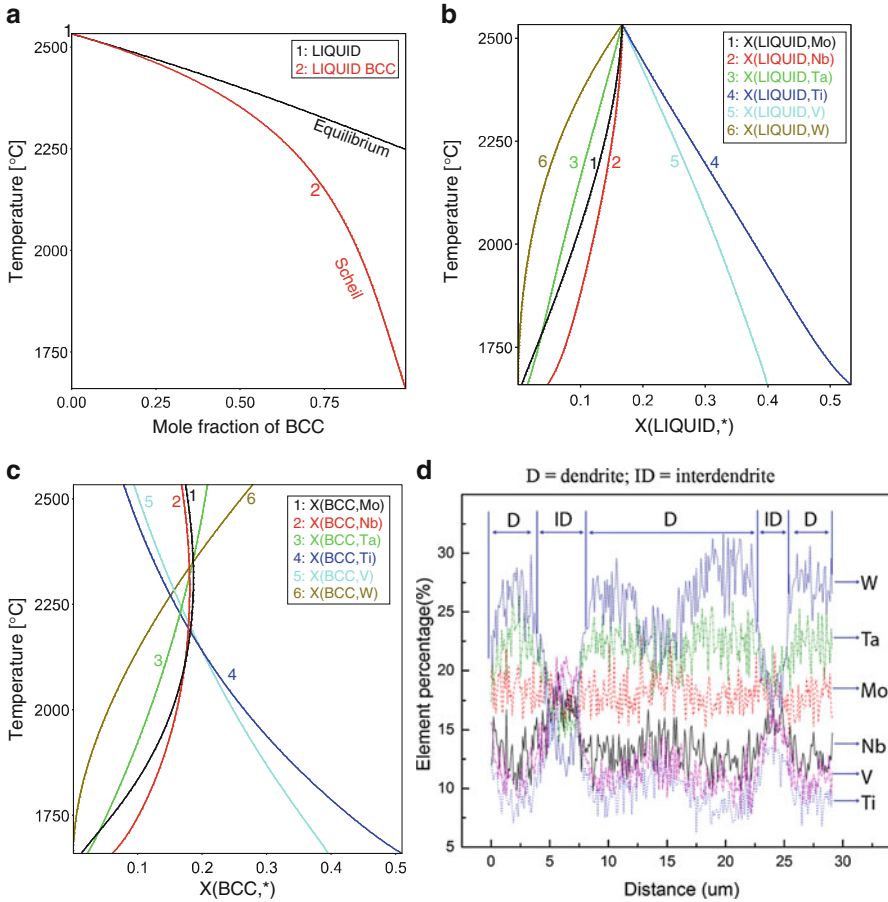 a
1
2500
2250
2000
1750
0.00
0.25
0.50
0.75
Temperature [°C]
Mole fraction of BCC
1: LIQUID
2: LIQUID BCC
Equilibrium
2
Scheil
b
2500
2250
2000
1750
0.1
0.2
0.3
0.4
0.5
Temperature [°C]
X(LIQUID,*)
1: X(LIQUID,Mo)
2: X(LIQUID,Nb)
3: X(LIQUID,Ta)
4: X(LIQUID,Ti)
5: X(LIQUID,V)
6: X(LIQUID,W)
6
3
1
2
5
4
c
2500
2250
2000
1750
0.1
0.2
0.3
0.4
0.5
Temperature [°C]
X(BCC,*)
1: X(BCC,Mo)
2: X(BCC,Nb)
3: X(BCC,Ta)
4: X(BCC,Ti)
5: X(BCC,V)
6: X(BCC,W)
5
2
1
3
6
3
4
d
D = dendrite; ID = interdendrite
D
ID
D
ID
D
30
25
20
15
10
5
0
5
10
15
20
25
30
Element percentage(%)
Distance (um)
W
Ta
Mo
Nb
V
Ti